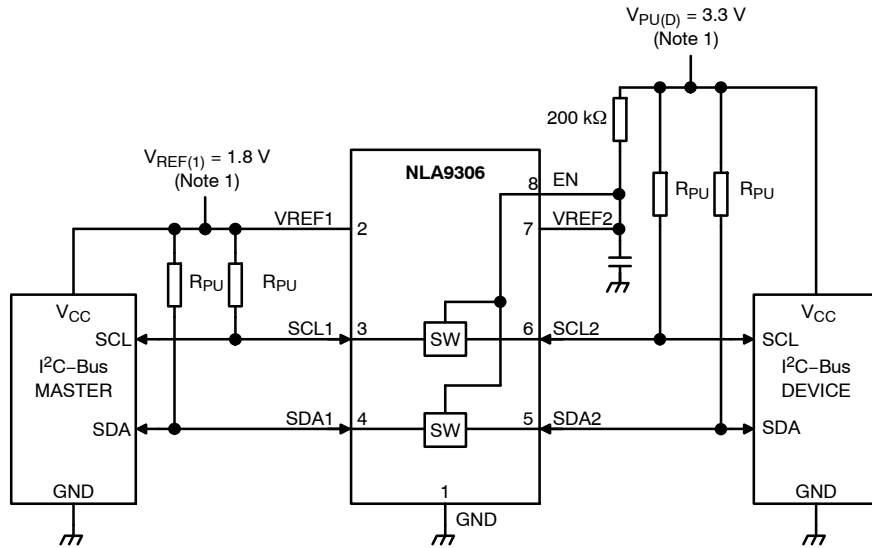 V_PU(D) = 3.3 V
(Note 1)
200 kΩ
V_REF(1) = 1.8 V
(Note 1)
NLA9306
8
EN
R_PU
R_PU
VREF1
2
7
VREF2
R_PU
R_PU
V_CC
V_CC
SCL
SCL1
3
SW
6
SCL2
SCL
I²C–Bus
MASTER
I²C–Bus
DEVICE
SDA
SDA1
4
SW
5
SDA2
SDA
GND
1
GND
GND